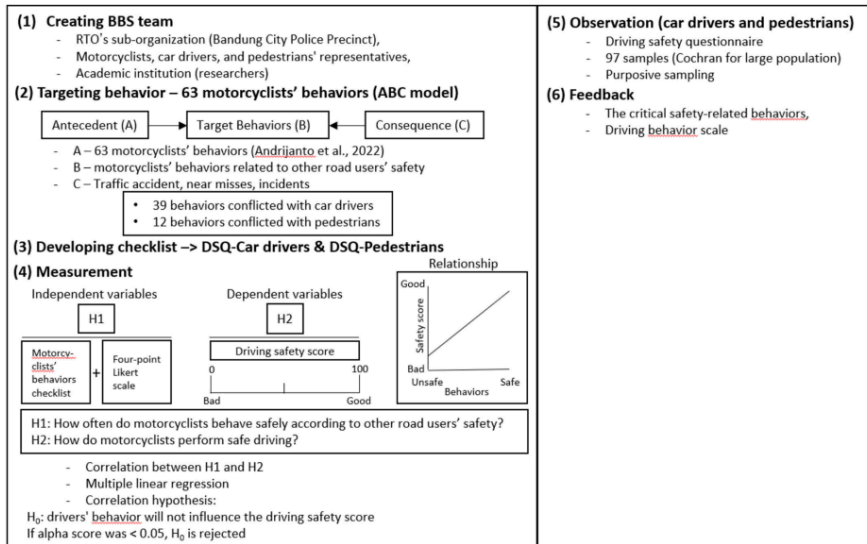 (1) Creating BBS team
- RTO's sub-organization (Bandung City Police Precinct),
- Motorcyclists, car drivers, and pedestrians' representatives,
- Academic institution (researchers)
(2) Targeting behavior – 63 motorcyclists' behaviors (ABC model)
Antecedent (A)
Target Behaviors (B)
Consequence (C)
- A – 63 motorcyclists' behaviors (Andrijanto et al., 2022)
- B – motorcyclists' behaviors related to other road users' safety
- C – Traffic accident, near misses, incidents
• 39 behaviors conflicted with car drivers
• 12 behaviors conflicted with pedestrians
(3) Developing checklist –> DSQ-Car drivers & DSQ-Pedestrians
(4) Measurement
Independent variables
H1
Motorcy-
clists'
behaviors
checklist
+
Four-point
Likert
scale
Dependent variables
H2
Driving safety score
0
100
Bad
Good
Relationship
Good
Safety score
Bad
Unsafe
Safe
Behaviors
H1: How often do motorcyclists behave safely according to other road users' safety?
H2: How do motorcyclists perform safe driving?
- Correlation between H1 and H2
- Multiple linear regression
- Correlation hypothesis:
H₀: drivers' behavior will not influence the driving safety score
If alpha score was < 0.05, H₀ is rejected
(5) Observation (car drivers and pedestrians)
- Driving safety questionnaire
- 97 samples (Cochran for large population)
- Purposive sampling
(6) Feedback
- The critical safety-related behaviors,
- Driving behavior scale